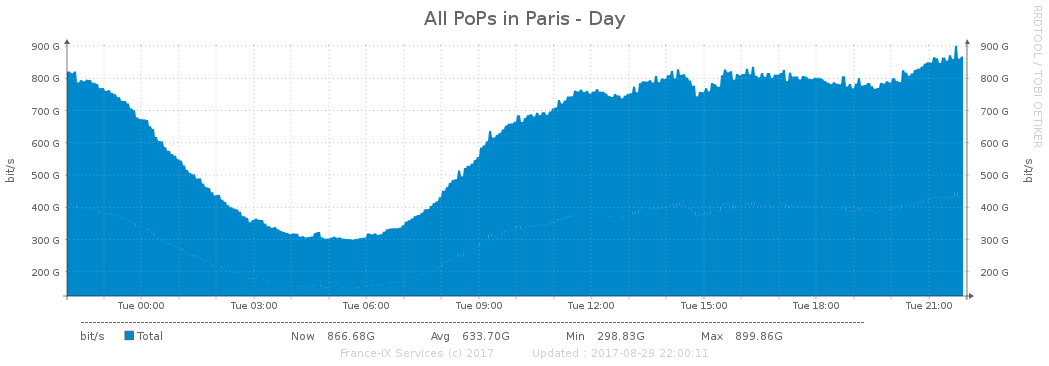 All PoPs in Paris - Day
RRDTOOL / TOBI OETIKER
900 G 900 G
800 G 800 G
700 G 700 G
600 G 600 G
500 G 500 G
400 G 400 G
300 G 300 G
200 G 200 G
bit/s
bit/s
Tue 00:00 Tue 03:00 Tue 06:00 Tue 09:00 Tue 12:00 Tue 15:00 Tue 18:00 Tue 21:00
bit/s Total Now 866.68G Avg 633.70G Min 298.83G Max 899.86G
France-IX Services (c) 2017 Updated : 2017-08-29 22:00:11